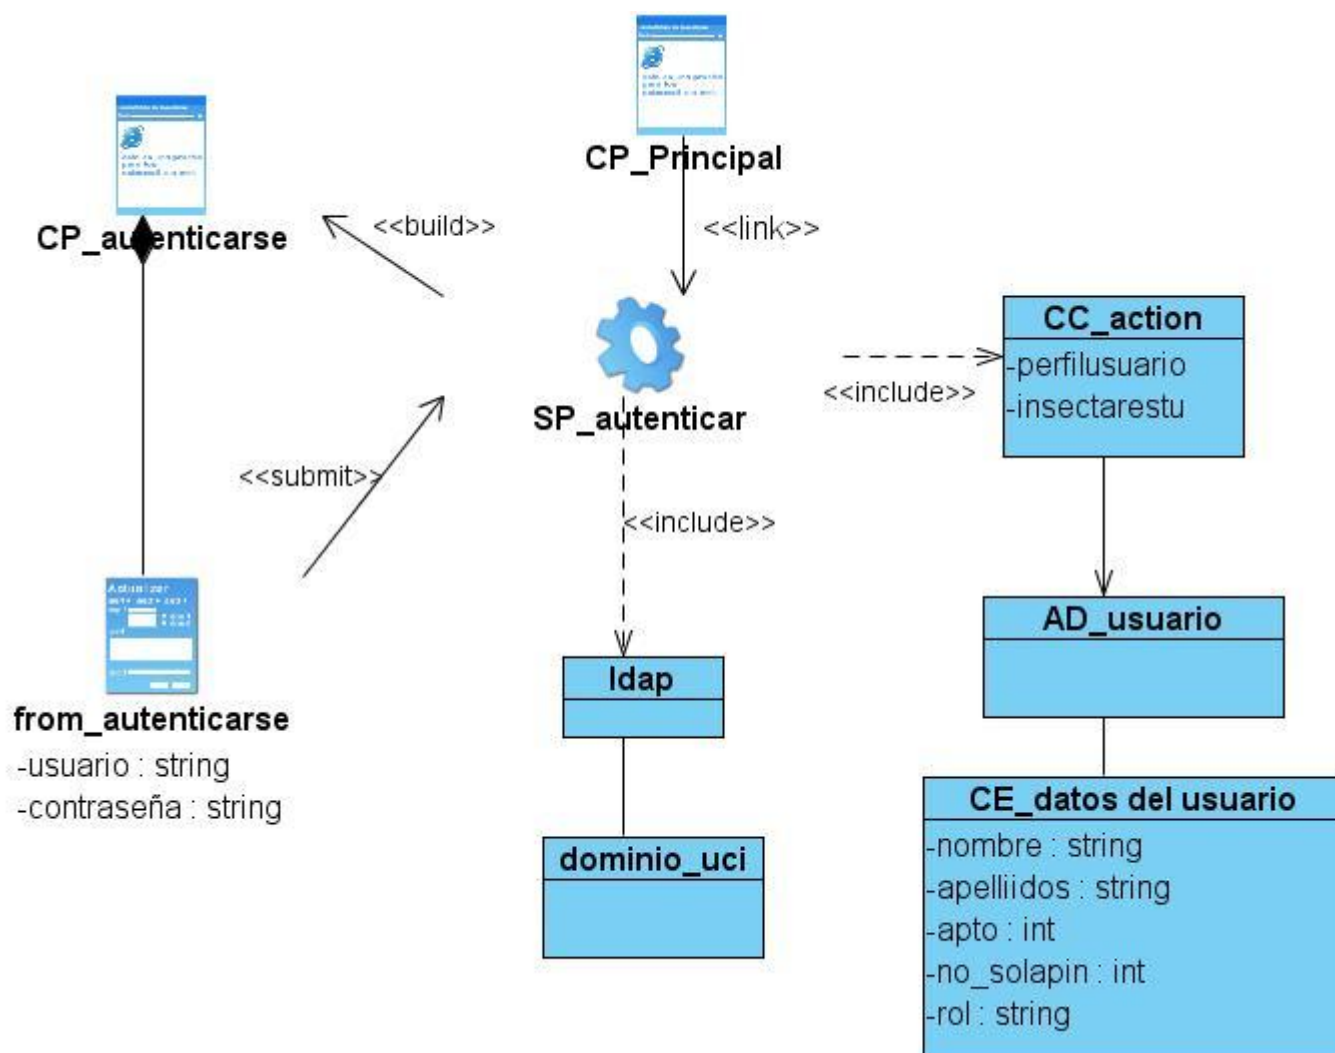 CP_Principal
CP_autenticarse
<<build>>
<<link>>
CC_action
-perfilusuario
-insectarestu
<<include>>
SP_autenticar
<<submit>>
<<include>>
Actualizar
from_autenticarse
-usuario : string
-contraseña : string
ldap
dominio_uci
AD_usuario
CE_datos del usuario
-nombre : string
-apelliidos : string
-apto : int
-no_solapin : int
-rol : string